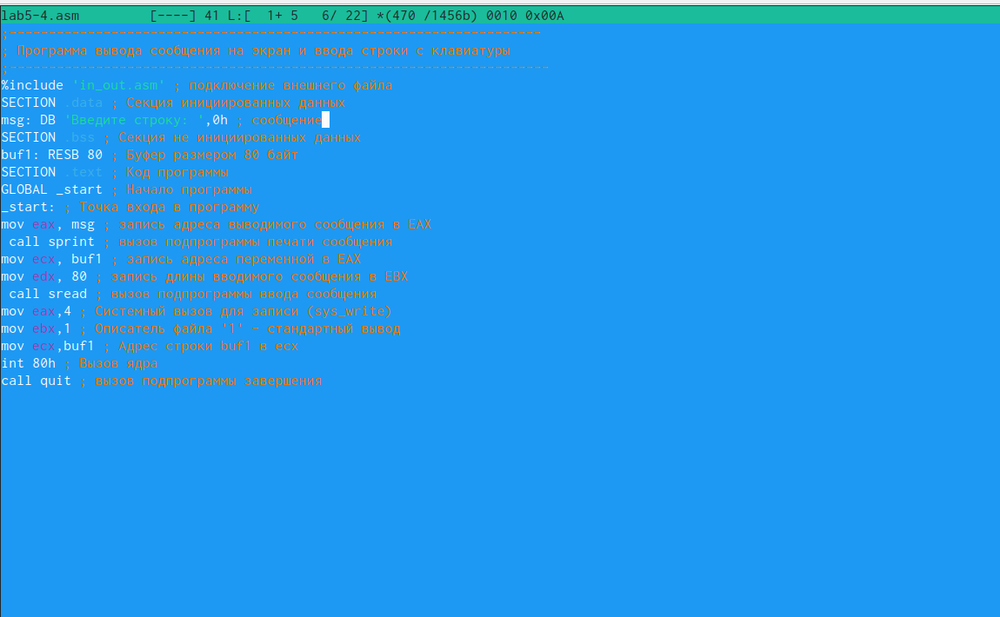 lab5-4.asm [----] 41 L:[ 1+ 5 6/ 22] *(470 /1456b) 0010 0x00A
;--------------------------------------------------------------------
; Программа вывода сообщения на экран и ввода строки с клавиатуры
;---------------------------------------------------------------------
%include 'in_out.asm' ; подключение внешнего файла
SECTION .data ; Секция инициированных данных
msg: DB 'Введите строку: ',0h ; сообщение
SECTION .bss ; Секция не инициированных данных
buf1: RESB 80 ; Буфер размером 80 байт
SECTION .text ; Код программы
GLOBAL _start ; Начало программы
_start: ; Точка входа в программу
mov eax, msg ; запись адреса выводимого сообщения в EAX
call sprint ; вызов подпрограммы печати сообщения
mov ecx, buf1 ; запись адреса переменной в EAX
mov edx, 80 ; запись длины вводимого сообщения в EBX
call sread ; вызов подпрограммы ввода сообщения
mov eax,4 ; Системный вызов для записи (sys_write)
mov ebx,1 ; Описатель файла '1' - стандартный вывод
mov ecx,buf1 ; Адрес строки buf1 в ecx
int 80h ; Вызов ядра
call quit ; вызов подпрограммы завершения